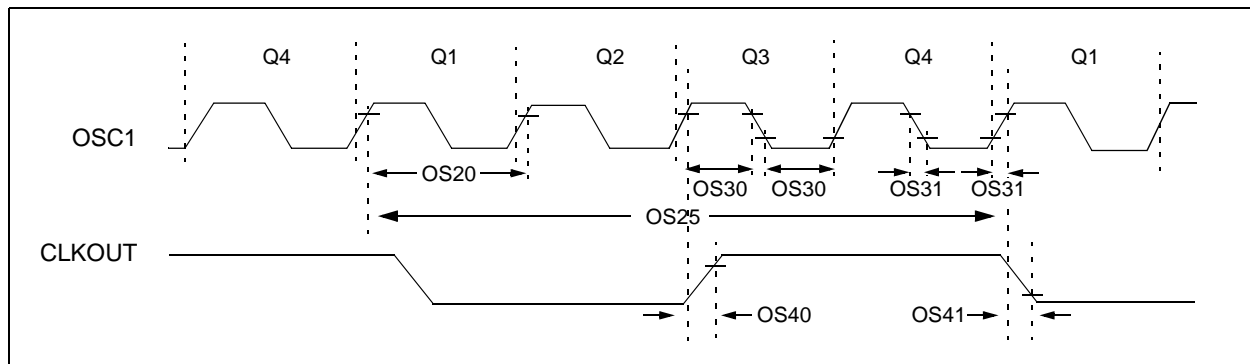 Q4 Q1 Q2 Q3 Q4 Q1
OSC1
OS20 OS30 OS30 OS31 OS31
OS25
CLKOUT
OS40 OS41